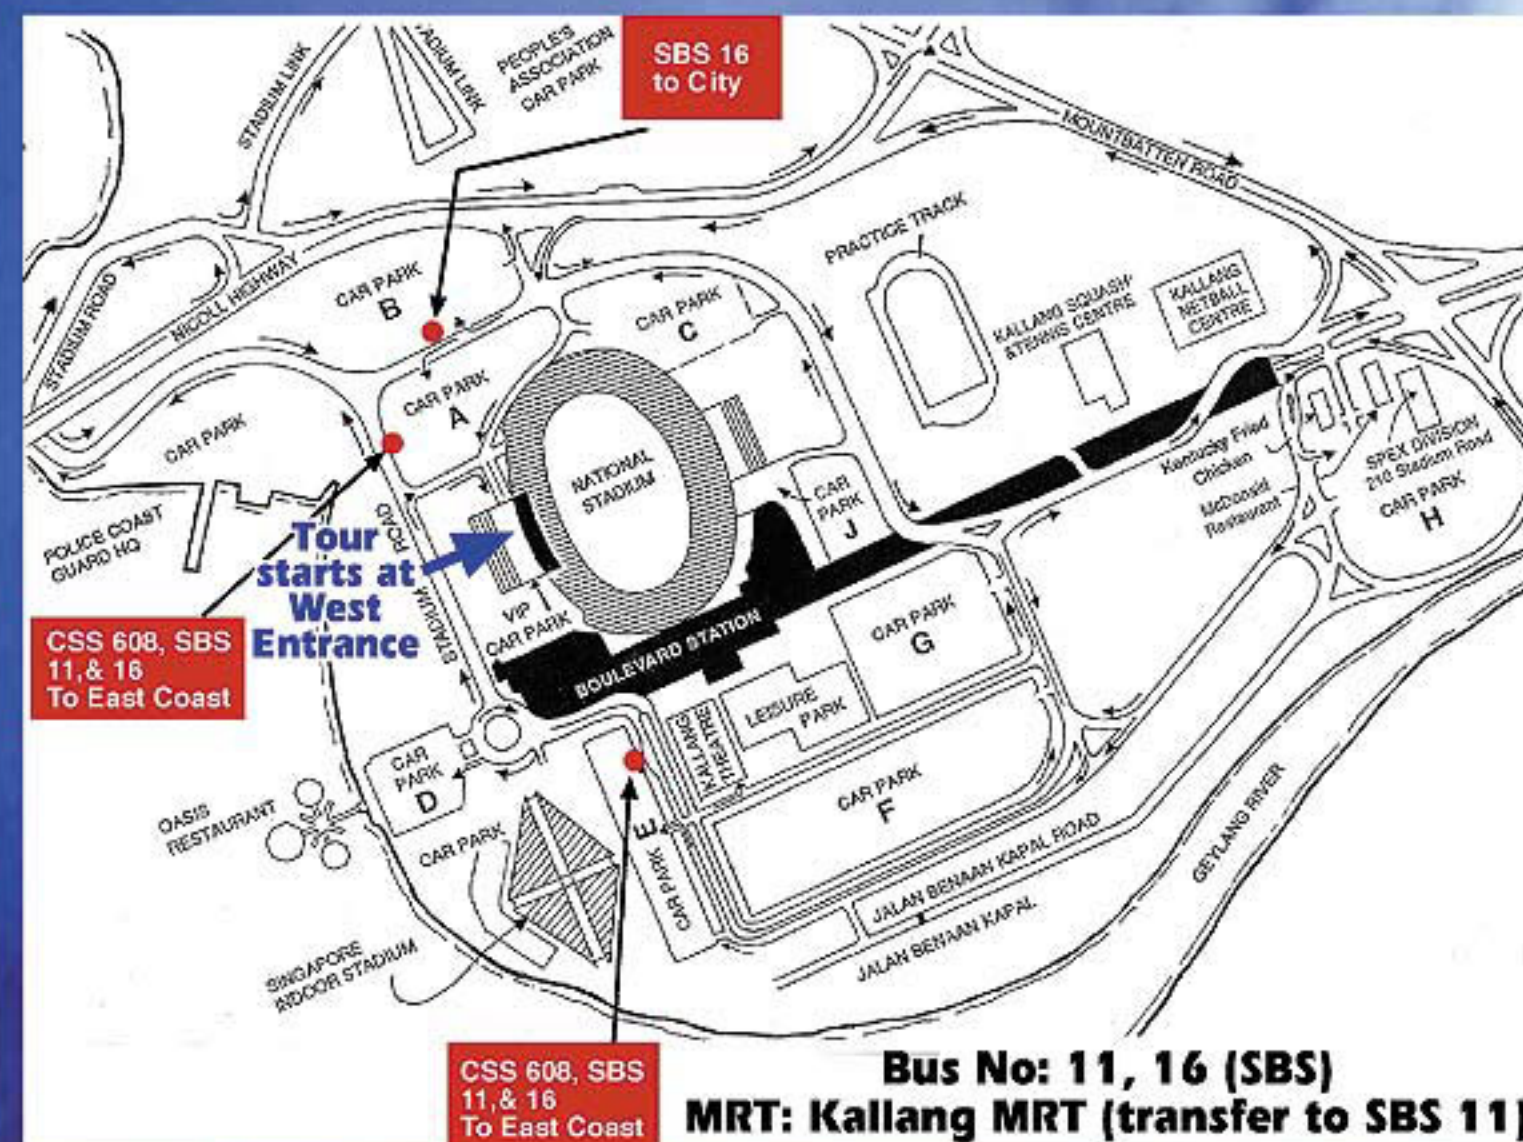 STADIUM LINK
TADIUM LINK
PEOPLE'S
ASSOCIATION
CAR PARK
SBS 16
to City
MOUNTBATTEN ROAD
STADIUM ROAD
NICOLL HIGHWAY
CAR PARK
B
CAR PARK
C
PRACTICE TRACK
KALLANG SQUASH
&TENNIS CENTRE
KALLANG
NETBALL
CENTRE
CAR PARK
A
CAR PARK
NATIONAL
STADIUM
CAR
PARK
J
Kentucky Fried
Chicken
McDonald
Restaurant
SPEX DIVISION
210 Stadium Road
CAR PARK
H
POLICE COAST
GUARD HQ
STADIUM ROAD
Tour
starts at
West
Entrance
VIP
CAR PARK
CSS 608, SBS
11,& 16
To East Coast
BOULEVARD STATION
CAR PARK
G
LEISURE
PARK
KALLANG
THEATRE
CAR
PARK
D
CAR PARK
F
OASIS
RESTAURANT
CAR PARK
CAR PARK E
SINGAPORE
INDOOR STADIUM
JALAN BENAAN KAPAL ROAD
JALAN BENAAN KAPAL
GEYLANG RIVER
CSS 608, SBS
11,& 16
To East Coast
Bus No: 11, 16 (SBS)
MRT: Kallang MRT (transfer to SBS 11)